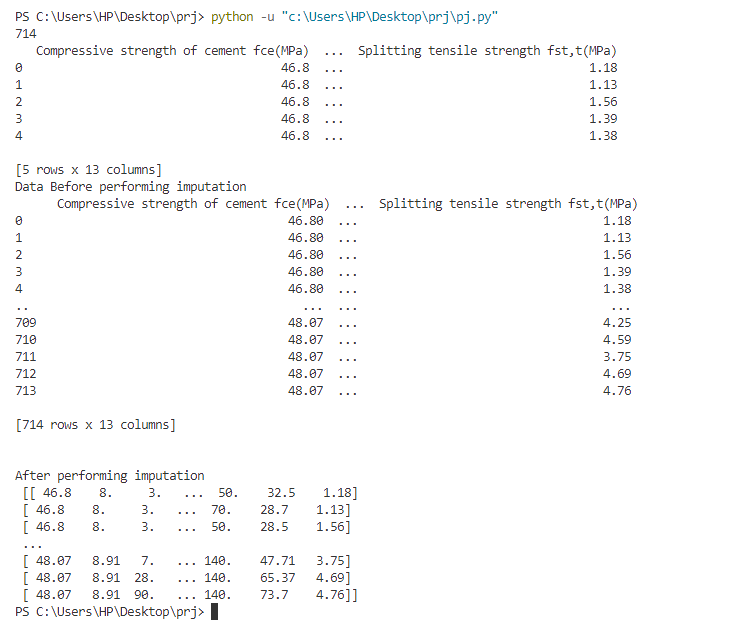 PS C:\Users\HP\Desktop\prj> python -u "c:\Users\HP\Desktop\prj\pj.py"
714
Compressive strength of cement fce(MPa) ... Splitting tensile strength fst,t(MPa)
0 46.8 ... 1.18
1 46.8 ... 1.13
2 46.8 ... 1.56
3 46.8 ... 1.39
4 46.8 ... 1.38
[5 rows x 13 columns]
Data Before performing imputation
Compressive strength of cement fce(MPa) ... Splitting tensile strength fst,t(MPa)
0 46.80 ... 1.18
1 46.80 ... 1.13
2 46.80 ... 1.56
3 46.80 ... 1.39
4 46.80 ... 1.38
.. ... ... ...
709 48.07 ... 4.25
710 48.07 ... 4.59
711 48.07 ... 3.75
712 48.07 ... 4.69
713 48.07 ... 4.76
[714 rows x 13 columns]
After performing imputation
[[ 46.8 8. 3. ... 50. 32.5 1.18]
[ 46.8 8. 3. ... 70. 28.7 1.13]
[ 46.8 8. 3. ... 50. 28.5 1.56]
...
[ 48.07 8.91 7. ... 140. 47.71 3.75]
[ 48.07 8.91 28. ... 140. 65.37 4.69]
[ 48.07 8.91 90. ... 140. 73.7 4.76]]
PS C:\Users\HP\Desktop\prj>